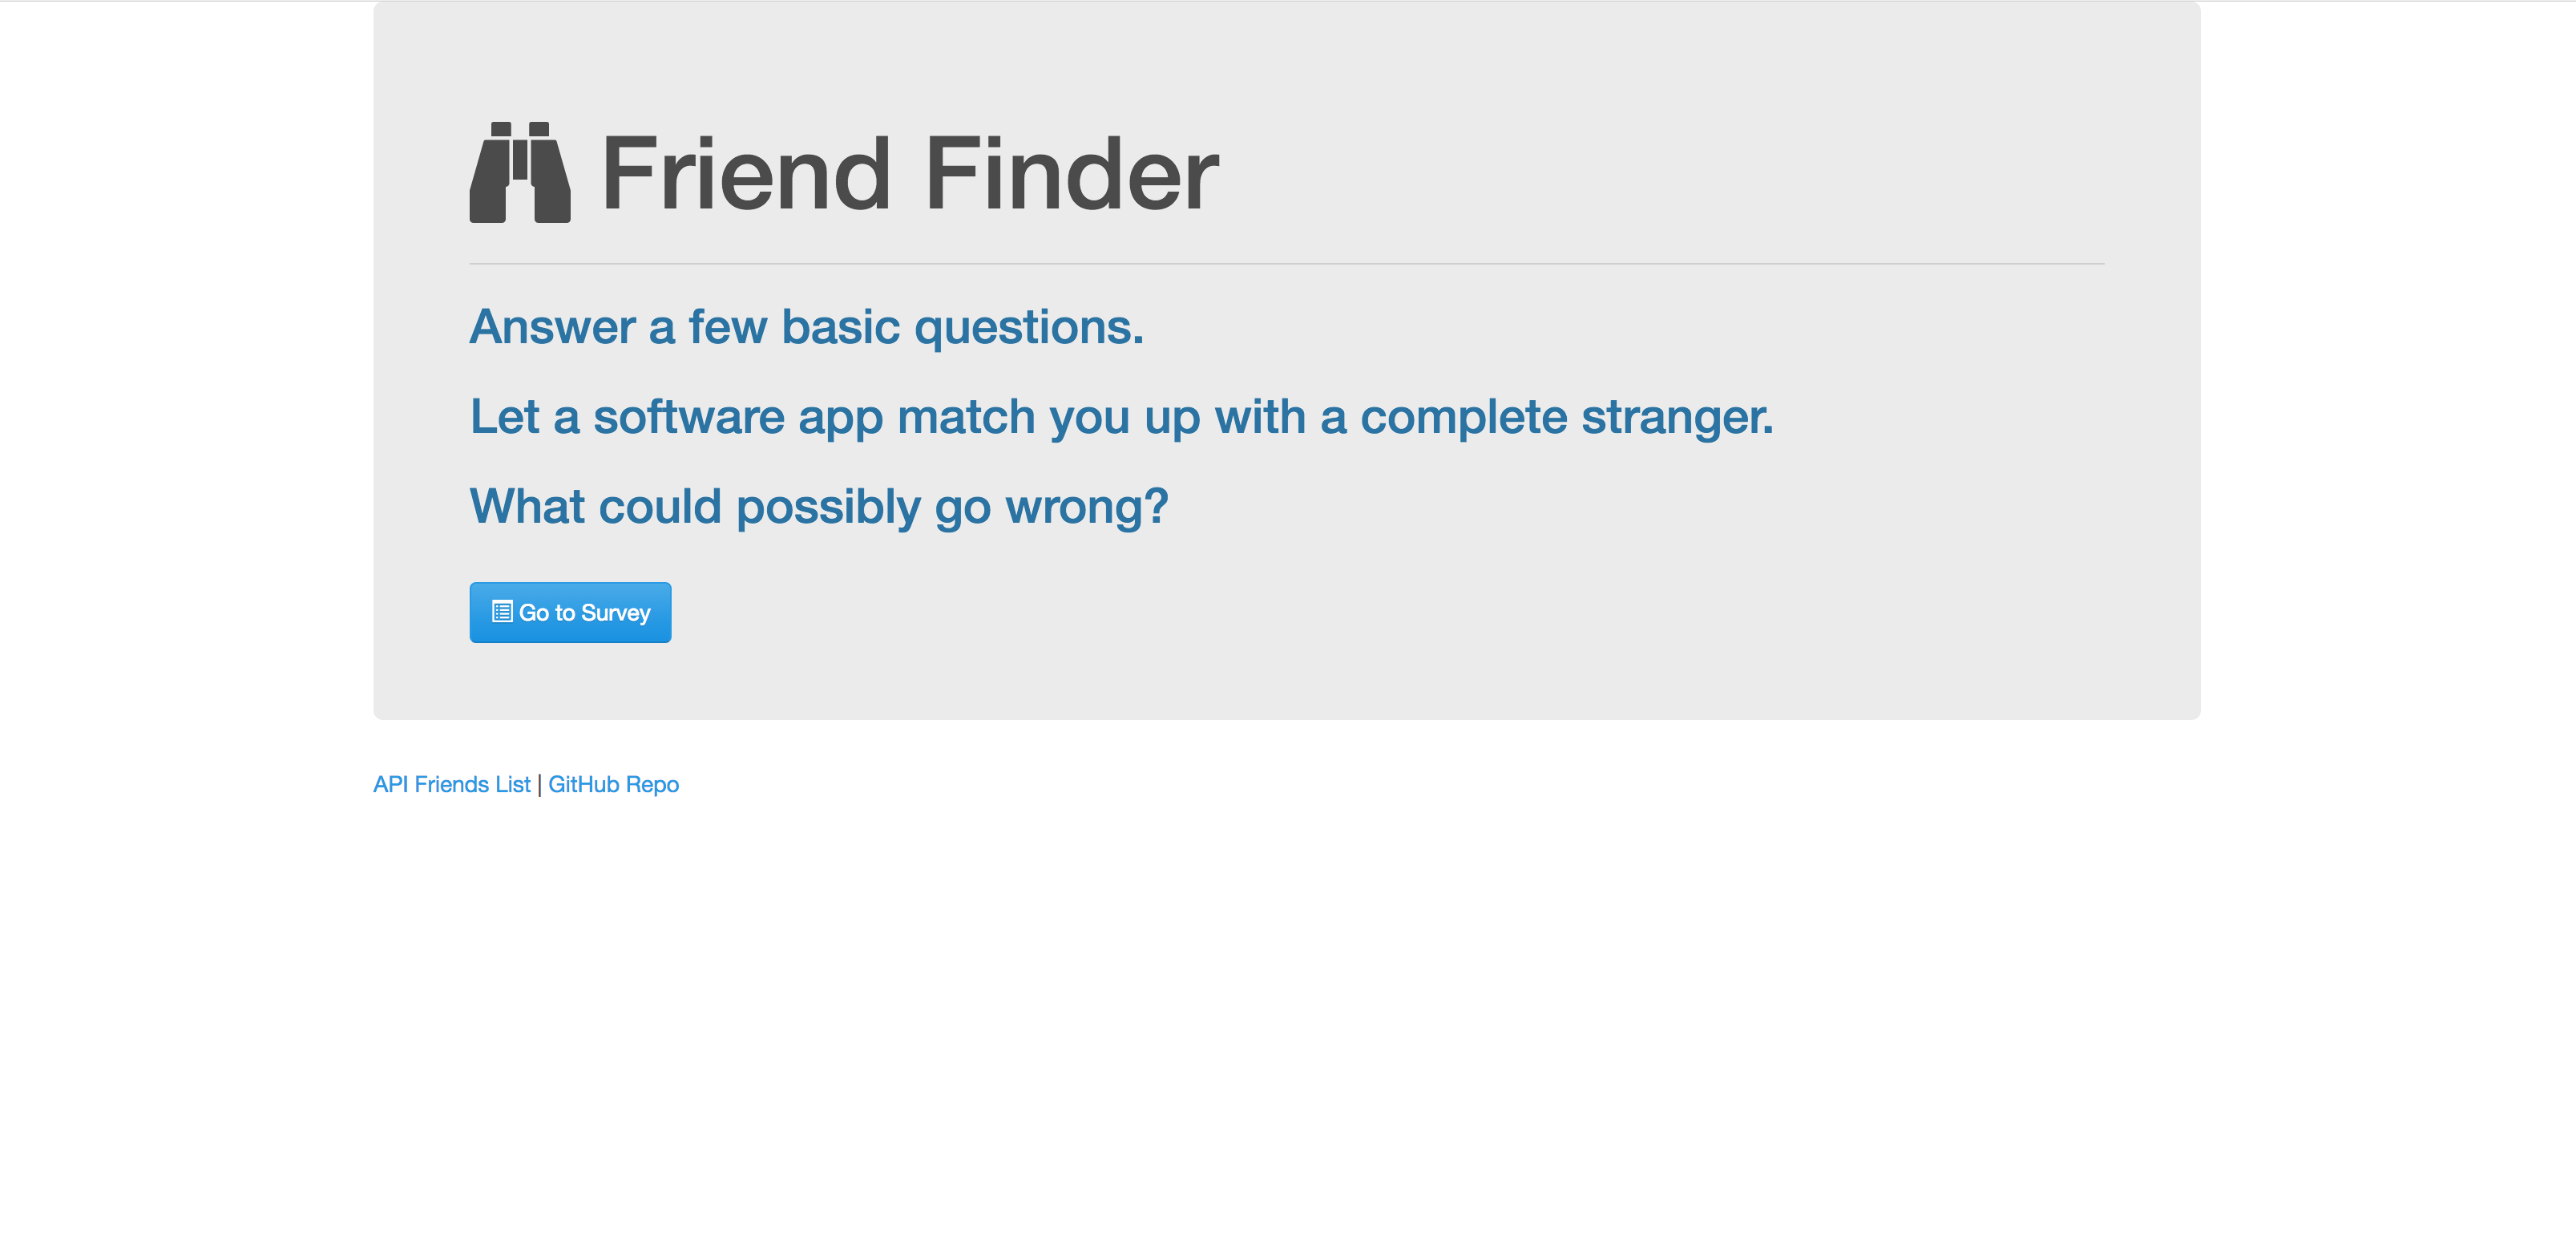 Friend Finder
Answer a few basic questions.
Let a software app match you up with a complete stranger.
What could possibly go wrong?
Go to Survey
API Friends List | GitHub Repo